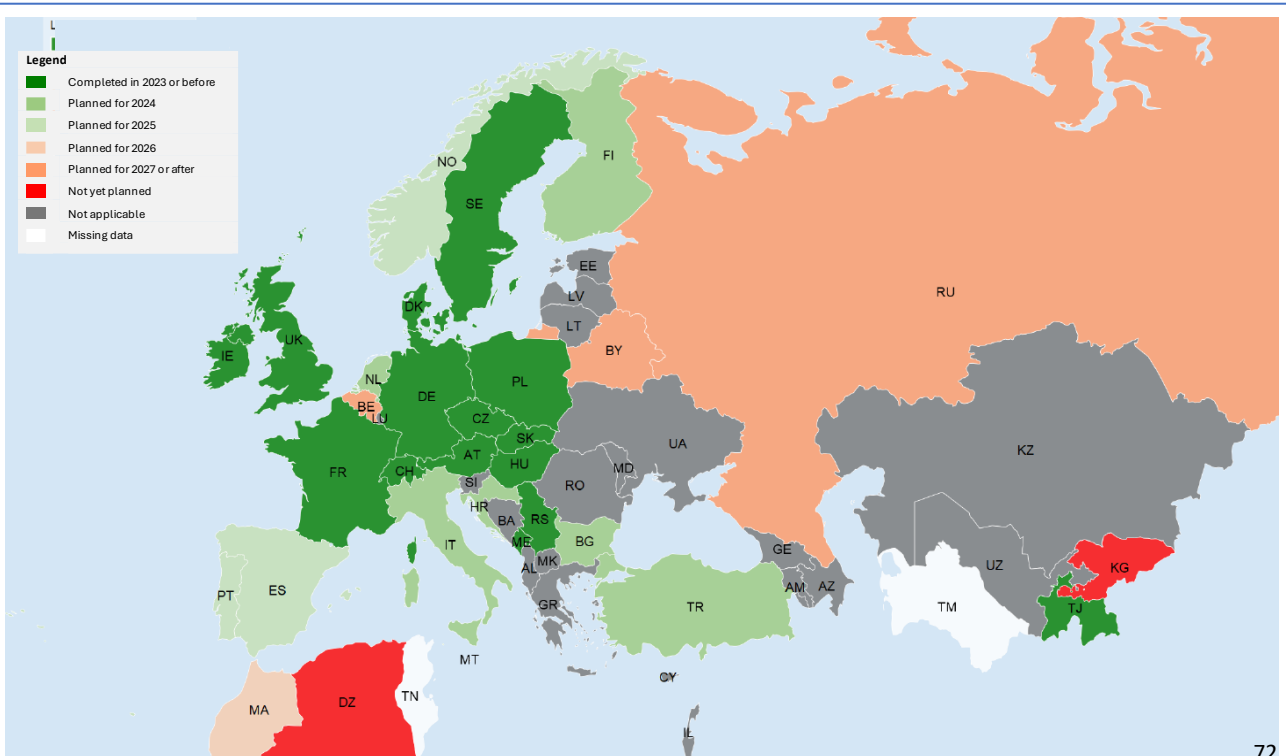 Legend
Completed in 2023 or before
Planned for 2024
Planned for 2025
Planned for 2026
Planned for 2027 or after
Not yet planned
Not applicable
Missing data
NO
FI
SE
EE
LV
LT
DK
RU
IE
UK
BY
NL
BE
LU
DE
PL
CZ
SK
UA
KZ
FR
CH
AT
HU
MD
SI
RO
HR
BA
RS
IT
ME
BG
AL
MK
GE
UZ
KG
PT
ES
GR
TR
AM
AZ
TM
TJ
MT
CY
MA
DZ
TN
IL
72